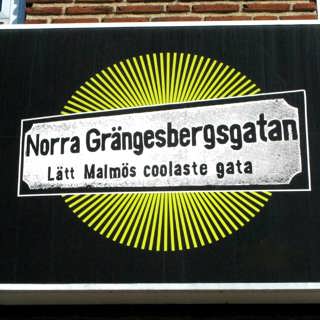 Norra Grängesbergsgatan
Lätt Malmös coolaste gata